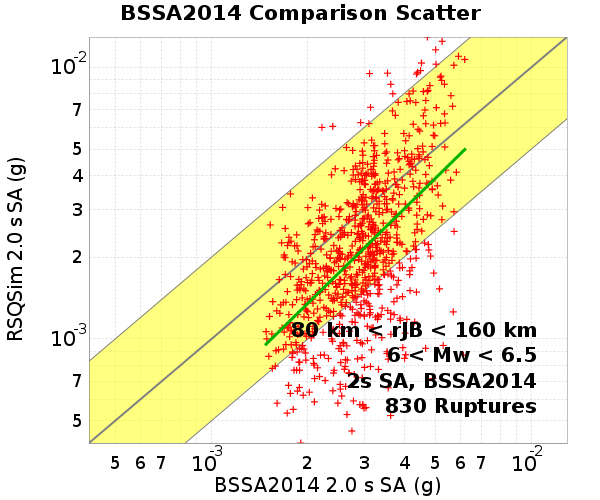 BSSA2014 Comparison Scatter
RSQSim 2.0 s SA (g)
10-2
7
5
4
3
2
10-3
7
5
80 km < rJB < 160 km
6 < Mw < 6.5
2s SA, BSSA2014
830 Ruptures
5 6 7 10-3 2 3 4 5 6 7 10-2
BSSA2014 2.0 s SA (g)